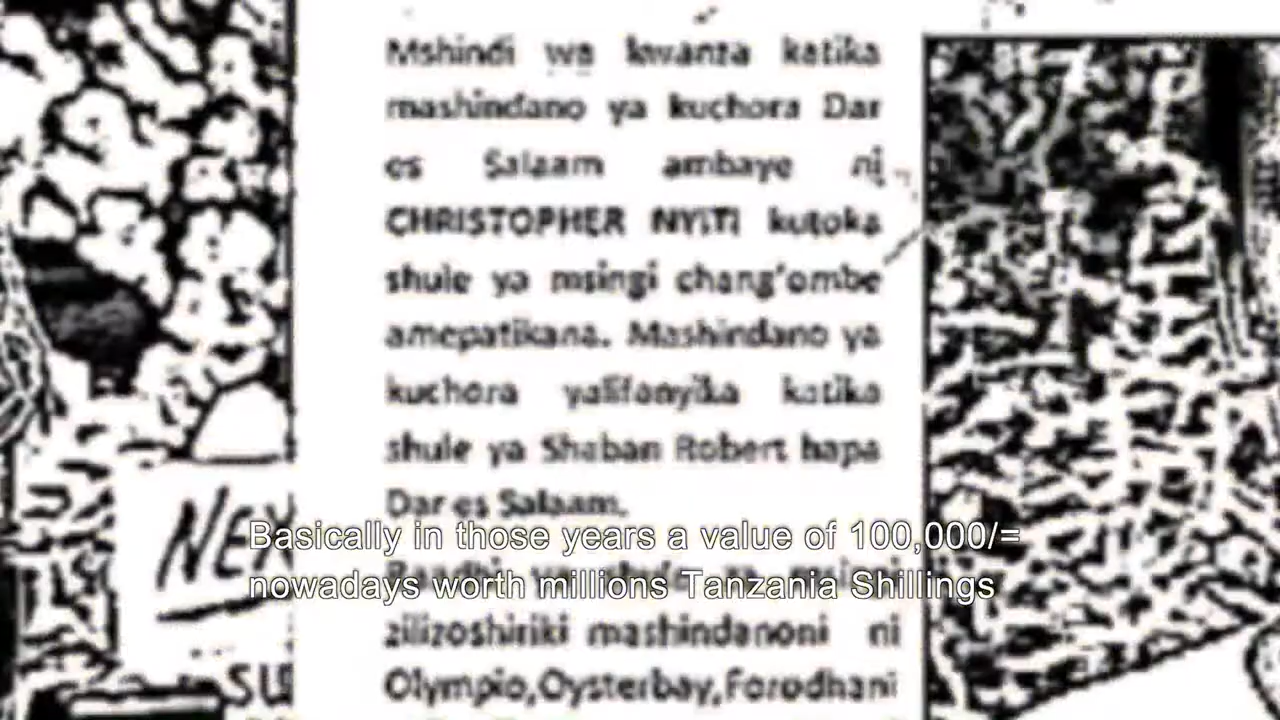 Mshindi wa kwanza katika
mashindano ya kuchora Dar
es Salaam ambaye ni
CHRISTOPHER NYITI kutoka
shule ya msingi chang'ombe
amepatikana. Mashindano ya
kuchora yalifanyika katika
shule ya Shaban Robert hapa
Dar es Salaam.
Basically in those years a value of 100,000/=
nowadays worth millions Tanzania Shillings
zilizoshiriki mashindanoni ni
Olympio,Oysterbay,Forodhani
NEX
SU